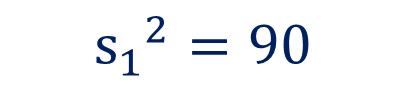 s₁² = 90